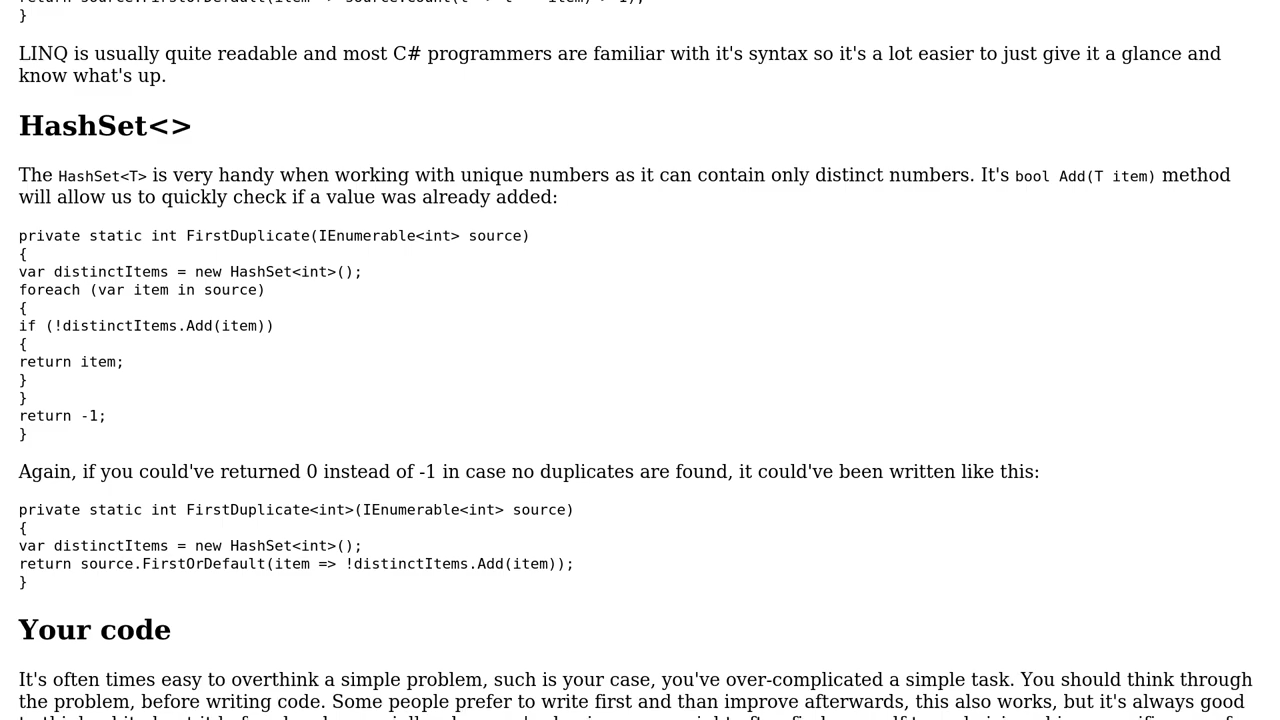 }
LINQ is usually quite readable and most C# programmers are familiar with it's syntax so it's a lot easier to just give it a glance and
know what's up.
HashSet<>
The HashSet<T> is very handy when working with unique numbers as it can contain only distinct numbers. It's bool Add(T item) method
will allow us to quickly check if a value was already added:
private static int FirstDuplicate(IEnumerable<int> source)
{
var distinctItems = new HashSet<int>();
foreach (var item in source)
{
if (!distinctItems.Add(item))
{
return item;
}
}
return -1;
}
Again, if you could've returned 0 instead of -1 in case no duplicates are found, it could've been written like this:
private static int FirstDuplicate<int>(IEnumerable<int> source)
{
var distinctItems = new HashSet<int>();
return source.FirstOrDefault(item => !distinctItems.Add(item));
}
Your code
It's often times easy to overthink a simple problem, such is your case, you've over-complicated a simple task. You should think through
the problem, before writing code. Some people prefer to write first and than improve afterwards, this also works, but it's always good